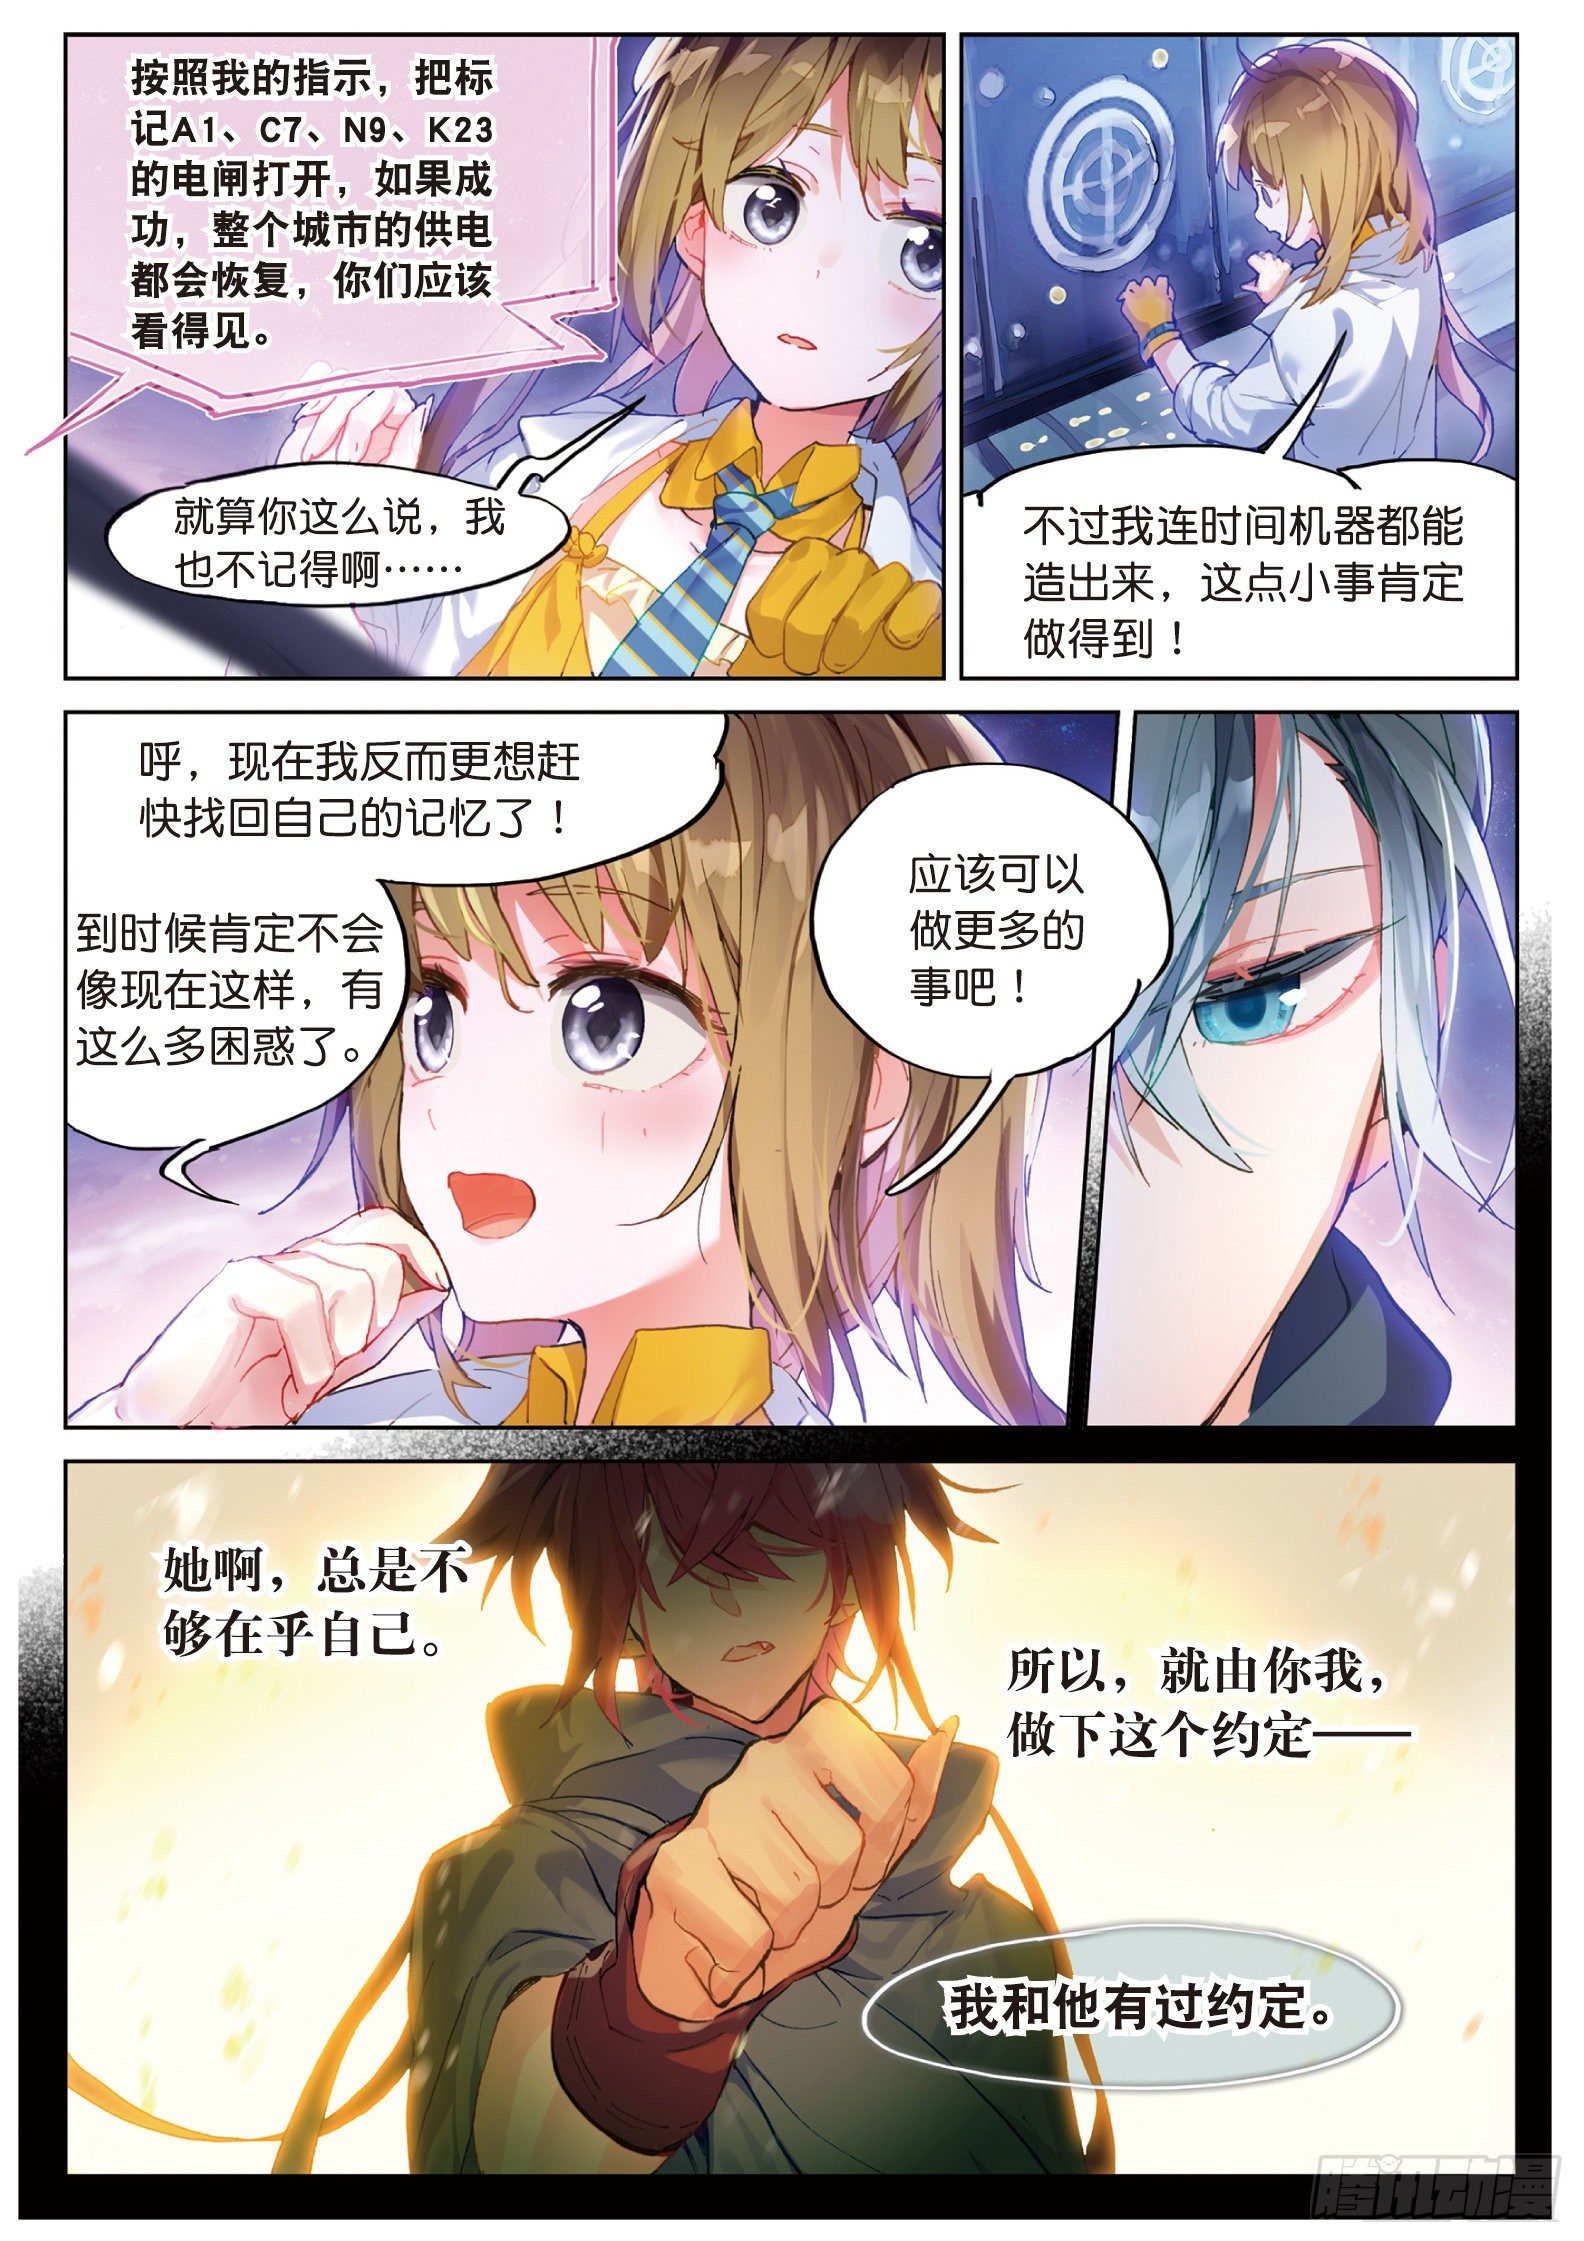 按照我的指示，把标
记A1、C7、N9、K23
的电闸打开，如果成
功，整个城市的供电
都会恢复，你们应该
看得见。
就算你这么说，我
也不记得啊……
不过我连时间机器都能
造出来，这点小事肯定
做得到！
呼，现在我反而更想赶
快找回自己的记忆了！
到时候肯定不会
像现在这样，有
这么多困惑了。
应该可以
做更多的
事吧！
她啊，总是不
够在乎自己。
所以，就由你我，
做下这个约定——
我和他有过约定。
腾讯动漫